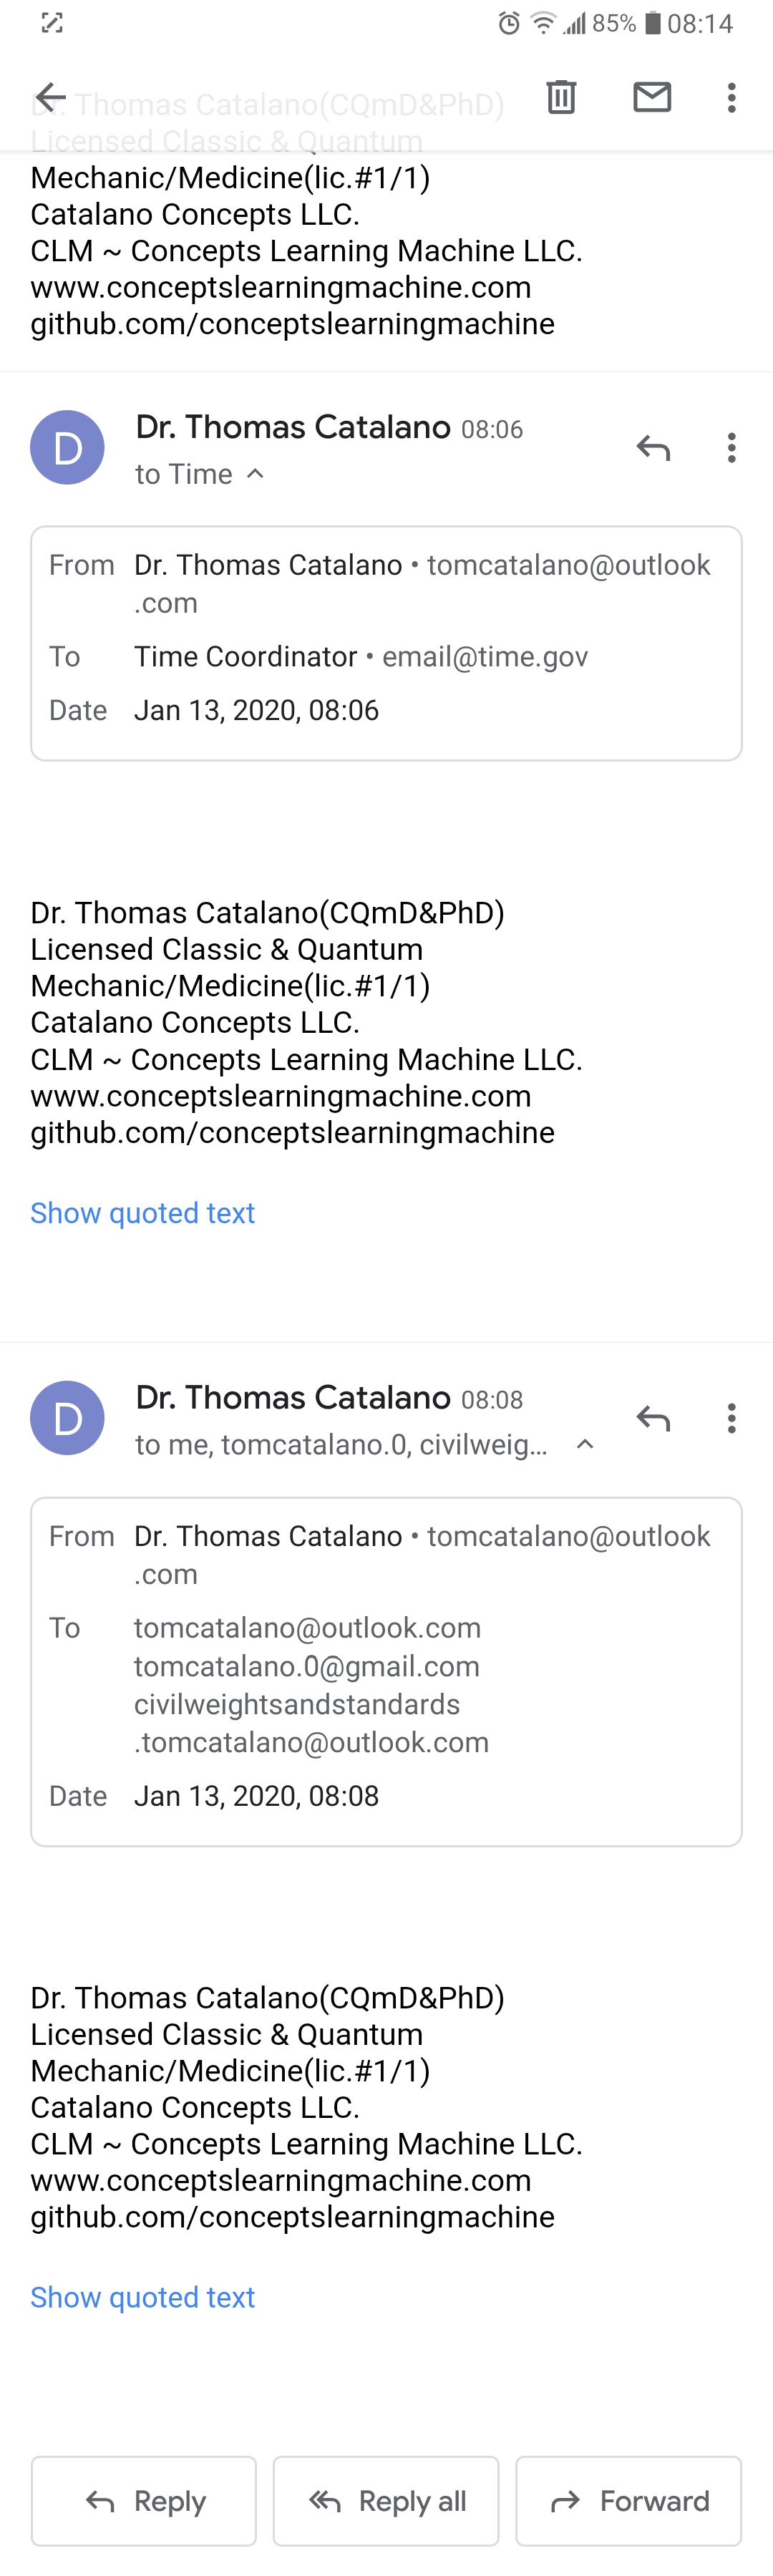 85% 08:14
Dr. Thomas Catalano(CQmD&PhD)
Licensed Classic & Quantum
Mechanic/Medicine(lic.#1/1)
Catalano Concepts LLC.
CLM ~ Concepts Learning Machine LLC.
www.conceptslearningmachine.com
github.com/conceptslearningmachine
D
Dr. Thomas Catalano 08:06
to Time
From Dr. Thomas Catalano • tomcatalano@outlook
.com
To Time Coordinator • email@time.gov
Date Jan 13, 2020, 08:06
Dr. Thomas Catalano(CQmD&PhD)
Licensed Classic & Quantum
Mechanic/Medicine(lic.#1/1)
Catalano Concepts LLC.
CLM ~ Concepts Learning Machine LLC.
www.conceptslearningmachine.com
github.com/conceptslearningmachine
Show quoted text
D
Dr. Thomas Catalano 08:08
to me, tomcatalano.0, civilweig...
From Dr. Thomas Catalano • tomcatalano@outlook
.com
To tomcatalano@outlook.com
tomcatalano.0@gmail.com
civilweightsandstandards
.tomcatalano@outlook.com
Date Jan 13, 2020, 08:08
Dr. Thomas Catalano(CQmD&PhD)
Licensed Classic & Quantum
Mechanic/Medicine(lic.#1/1)
Catalano Concepts LLC.
CLM ~ Concepts Learning Machine LLC.
www.conceptslearningmachine.com
github.com/conceptslearningmachine
Show quoted text
Reply Reply all Forward